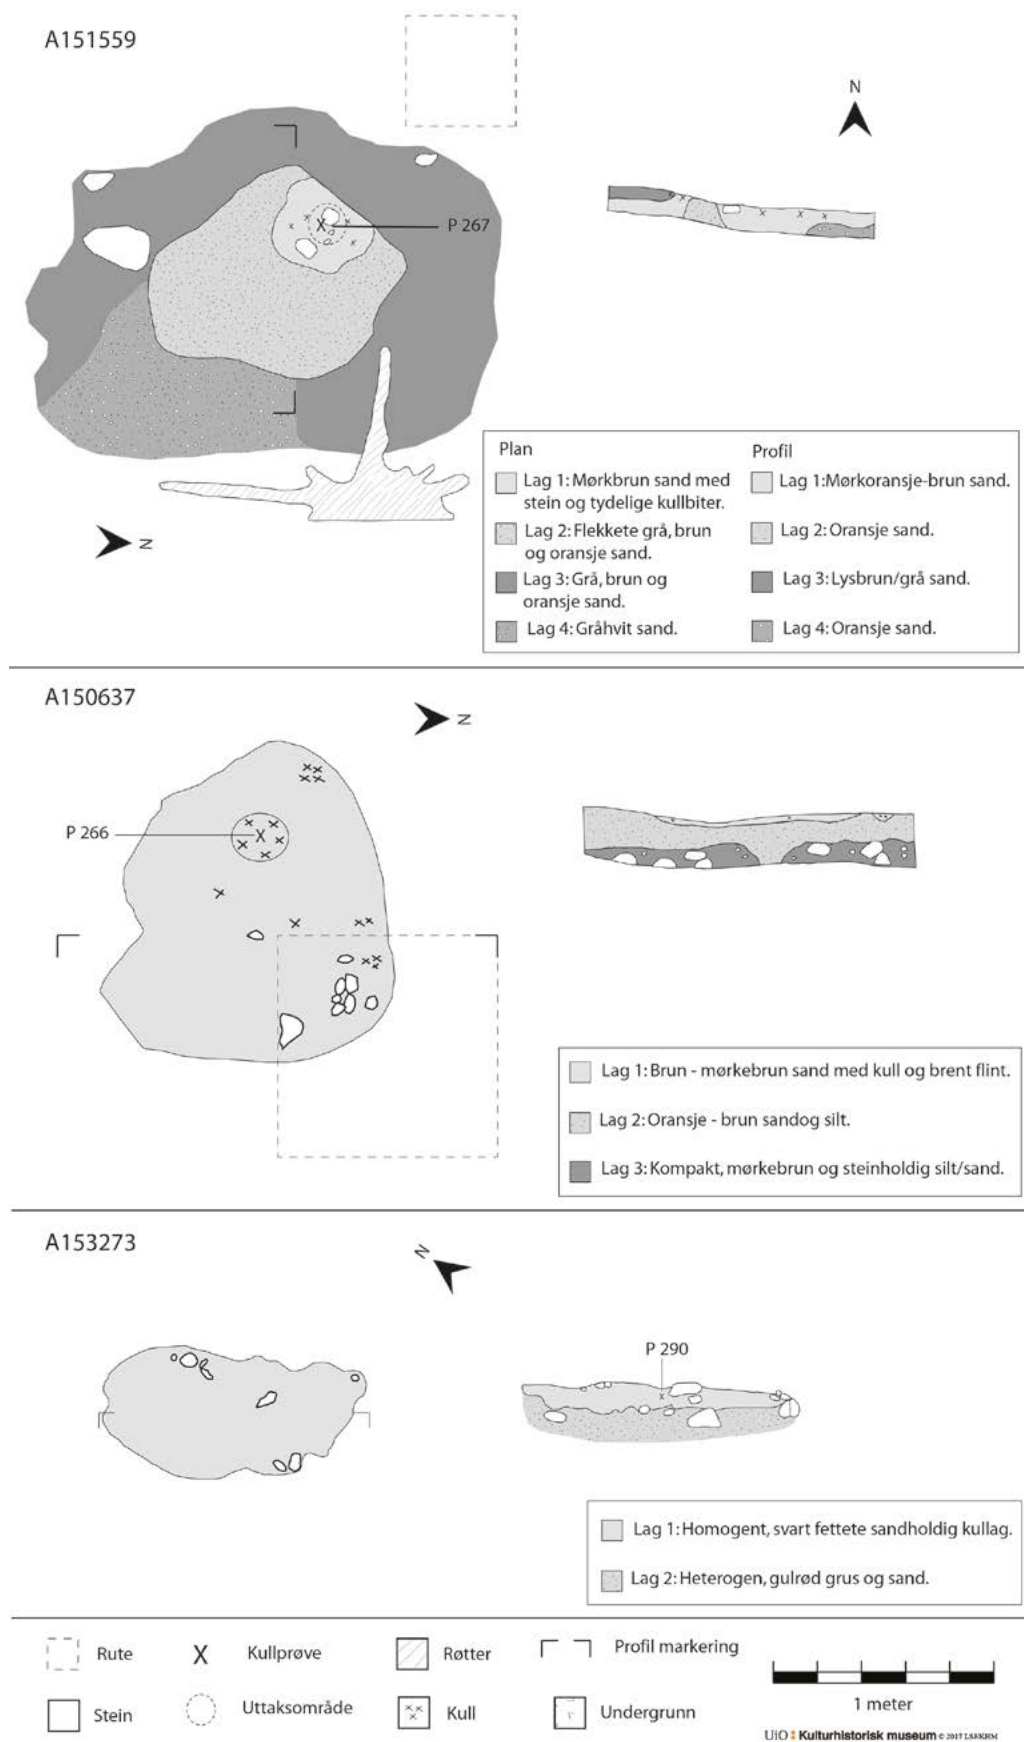 A151559
N
P 267
N
Plan
Lag 1: Mørkbrun sand med
stein og tydelige kullbiter.
Lag 2: Flekkete grå, brun
og oransje sand.
Lag 3: Grå, brun og
oransje sand.
Lag 4: Gråhvit sand.
Profil
Lag 1: Mørkoransje-brun sand.
Lag 2: Oransje sand.
Lag 3: Lysbrun/grå sand.
Lag 4: Oransje sand.
A150637
N
P 266
Lag 1: Brun - mørkebrun sand med kull og brent flint.
Lag 2: Oransje - brun sandog silt.
Lag 3: Kompakt, mørkebrun og steinholdig silt/sand.
A153273
N
P 290
Lag 1: Homogent, svart fettete sandholdig kullag.
Lag 2: Heterogen, gulrød grus og sand.
Rute
Kullprøve
Røtter
Profil markering
Stein
Uttaksområde
Kull
Undergrunn
1 meter
UiO Kulturhistorisk museum © 2017 LSS/KHM